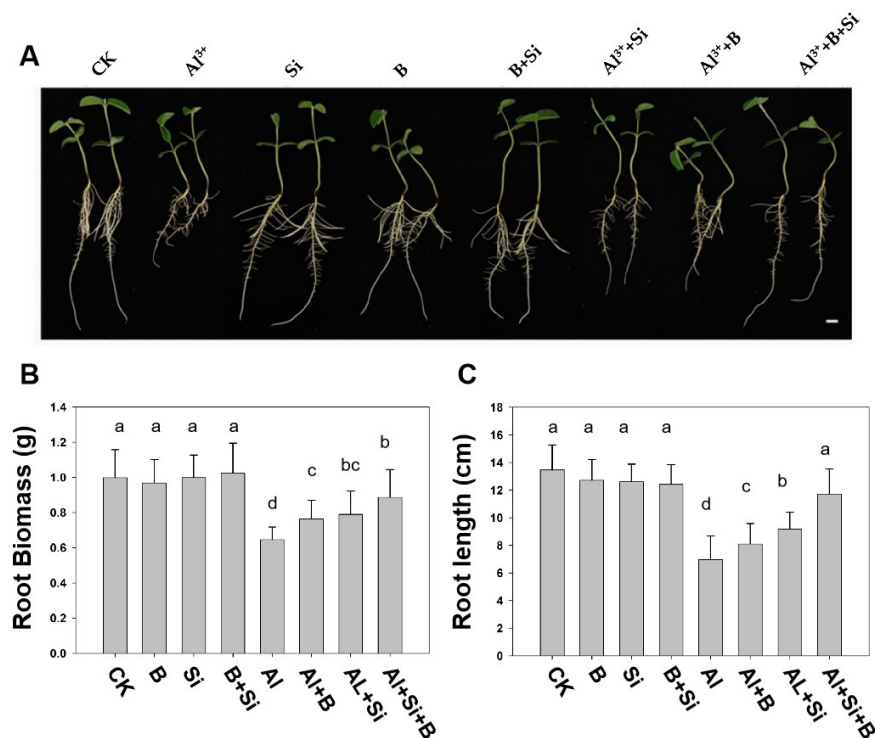 A
CK Al³⁺ Si B B+Si Al³⁺+Si Al³⁺+B Al³⁺+B+Si
B
Root Biomass (g)
1.4
1.2
1.0
0.8
0.6
0.4
0.2
0.0
a a a a d c bc b
CK B Si B+Si Al Al+B AL+Si Al+Si+B
C
Root length (cm)
18
16
14
12
10
8
6
4
2
0
a a a a d c b a
CK B Si B+Si Al Al+B AL+Si Al+Si+B